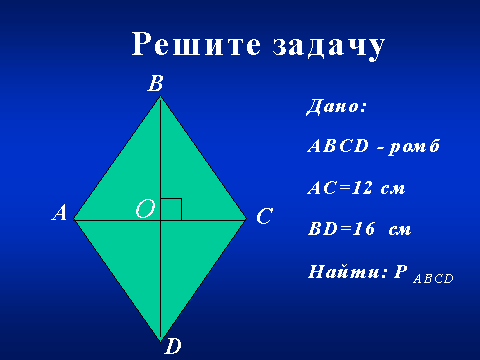 Решите задачу
B
Дано:
ABCD - ромб
AC=12 см
A
O
C
BD=16 см
Найти: P ABCD
D